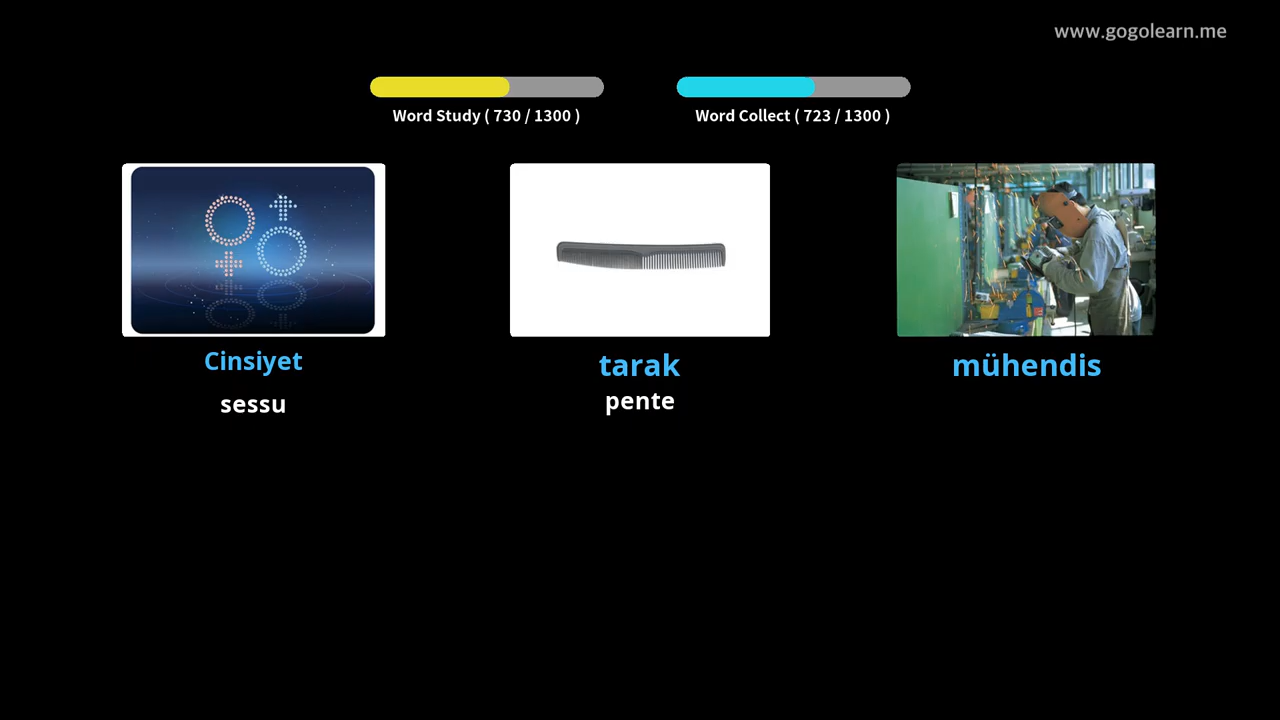 www.gogolearn.me
Word Study ( 730 / 1300 )
Word Collect ( 723 / 1300 )
Cinsiyet
sessu
tarak
pente
mühendis